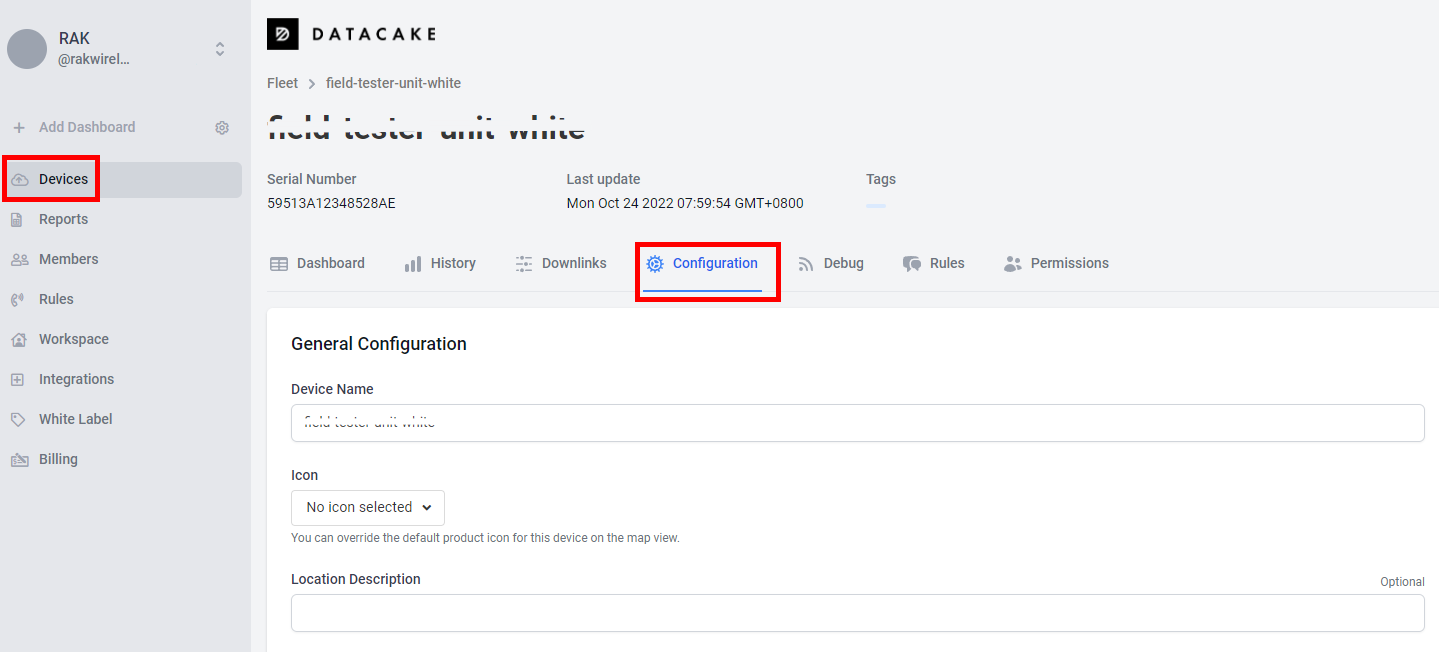 RAK
@rakwirel...
Add Dashboard
Devices
Reports
Members
Rules
Workspace
Integrations
White Label
Billing
DATACAKE
Fleet > field-tester-unit-white
field-tester-unit-white
Serial Number
59513A12348528AE
Last update
Mon Oct 24 2022 07:59:54 GMT+0800
Tags
Dashboard History Downlinks Configuration Debug Rules Permissions
General Configuration
Device Name
field-tester-unit-white
Icon
No icon selected
You can override the default product icon for this device on the map view.
Location Description
Optional